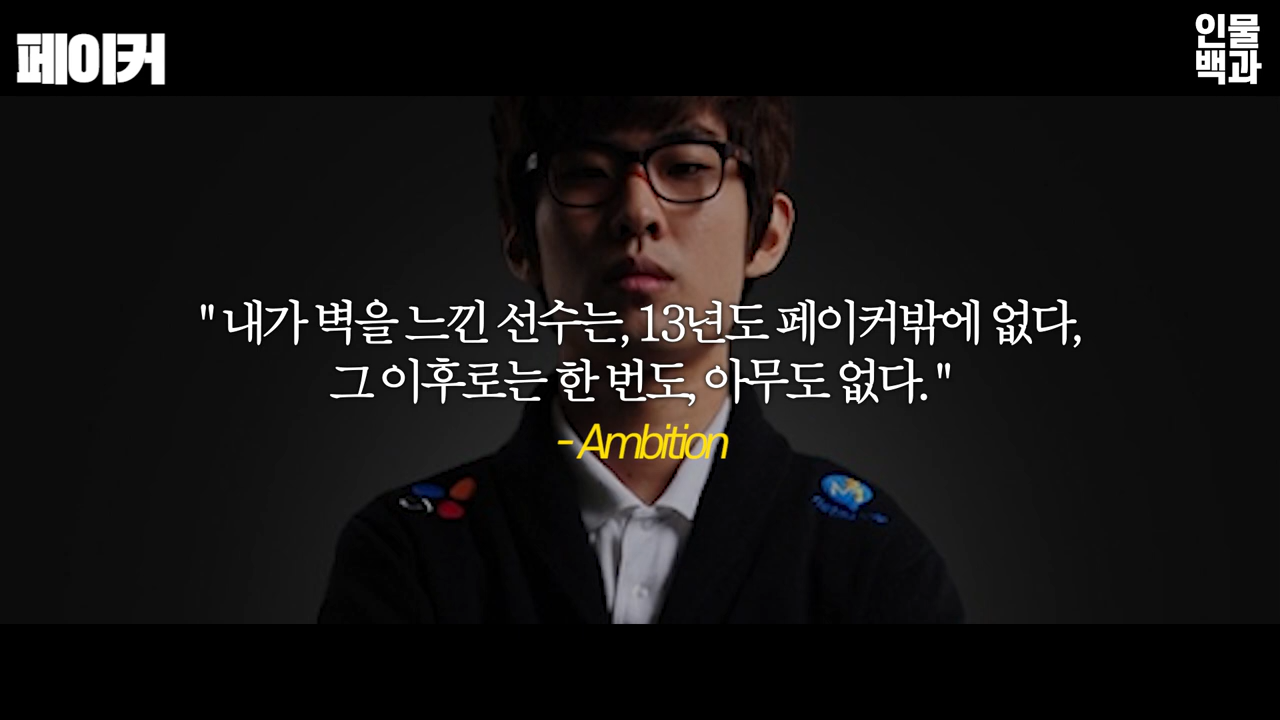 페이커
인물
백과
" 내가 벽을 느낀 선수는, 13년도 페이커밖에 없다,
그 이후로는 한 번도, 아무도 없다. "
- Ambition